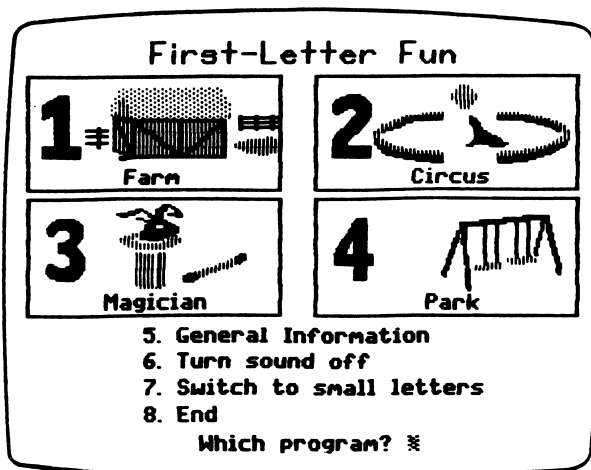 First-Letter Fun
1
Farm
2
Circus
3
Magician
4
Park
5. General Information
6. Turn sound off
7. Switch to small letters
8. End
Which program?